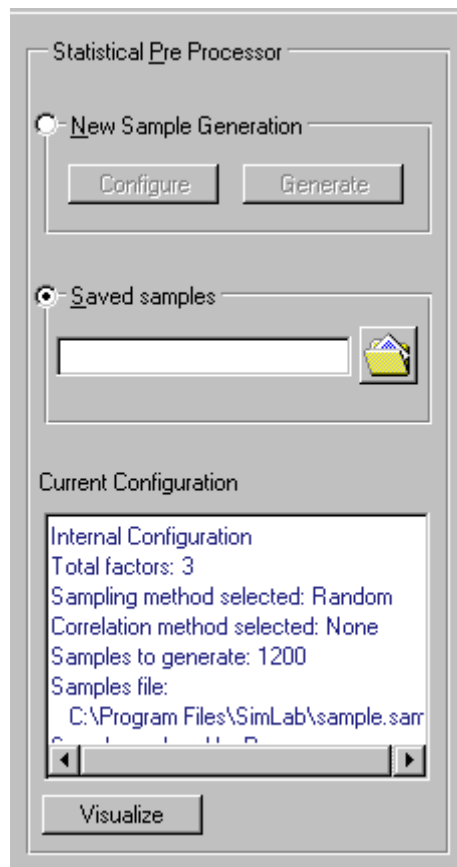 Statistical Pre Processor
New Sample Generation
Configure Generate
Saved samples
Current Configuration
Internal Configuration
Total factors: 3
Sampling method selected: Random
Correlation method selected: None
Samples to generate: 1200
Samples file:
C:\Program Files\SimLab\sample.sam
Visualize